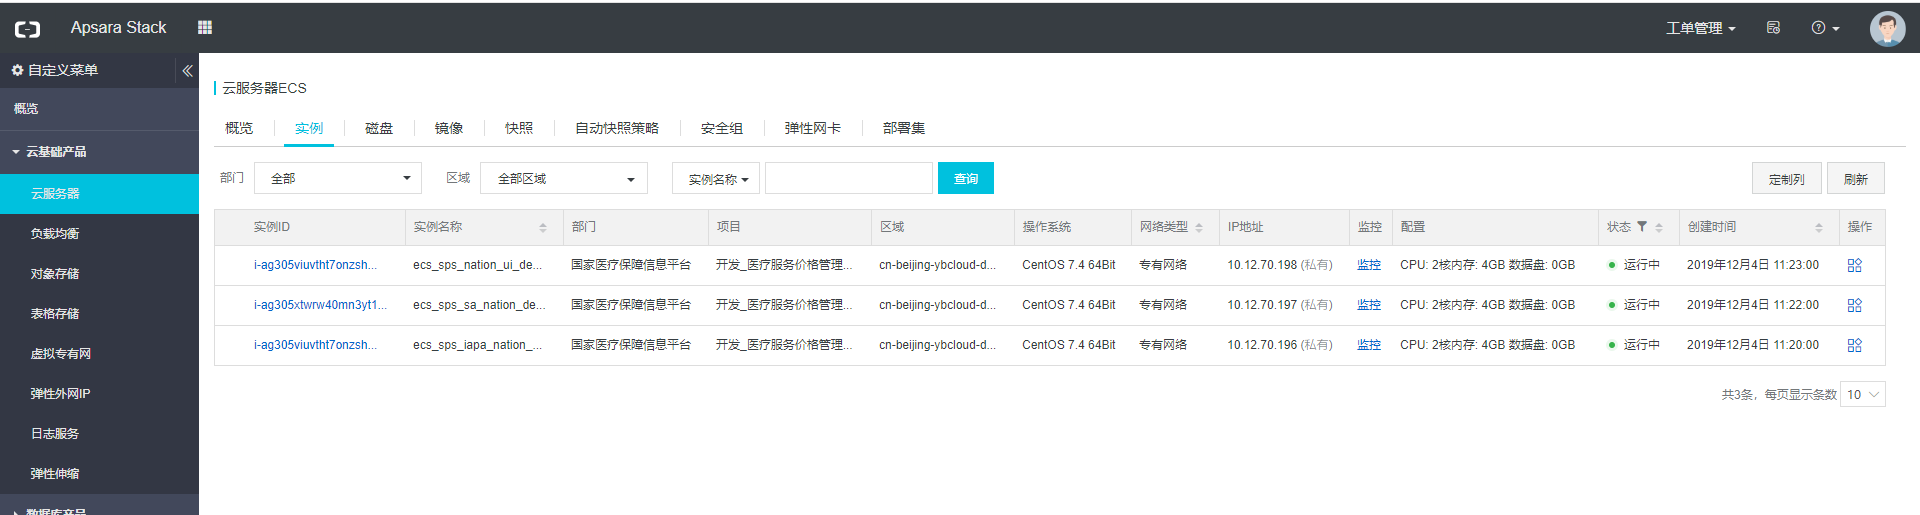 Apsara Stack
工单管理
自定义菜单
概览
云基础产品
云服务器
负载均衡
对象存储
表格存储
虚拟专有网
弹性外网IP
日志服务
弹性伸缩
数据库产品
云服务器ECS
概览 实例 磁盘 镜像 快照 自动快照策略 安全组 弹性网卡 部署集
部门 全部 区域 全部区域 实例名称 查询 定制列 刷新
实例ID 实例名称 部门 项目 区域 操作系统 网络类型 IP地址 监控 配置 状态 创建时间 操作
i-ag305viuvtht7onzsh... ecs_sps_nation_ui_de... 国家医疗保障信息平台 开发_医疗服务价格管理... cn-beijing-ybcloud-d... CentOS 7.4 64Bit 专有网络 10.12.70.198 (私有) 监控 CPU: 2核内存: 4GB 数据盘: 0GB 运行中 2019年12月4日 11:23:00
i-ag305xtwrw40mn3yt1... ecs_sps_sa_nation_de... 国家医疗保障信息平台 开发_医疗服务价格管理... cn-beijing-ybcloud-d... CentOS 7.4 64Bit 专有网络 10.12.70.197 (私有) 监控 CPU: 2核内存: 4GB 数据盘: 0GB 运行中 2019年12月4日 11:22:00
i-ag305viuvtht7onzsh... ecs_sps_iapa_nation_... 国家医疗保障信息平台 开发_医疗服务价格管理... cn-beijing-ybcloud-d... CentOS 7.4 64Bit 专有网络 10.12.70.196 (私有) 监控 CPU: 2核内存: 4GB 数据盘: 0GB 运行中 2019年12月4日 11:20:00
共3条，每页显示条数 10